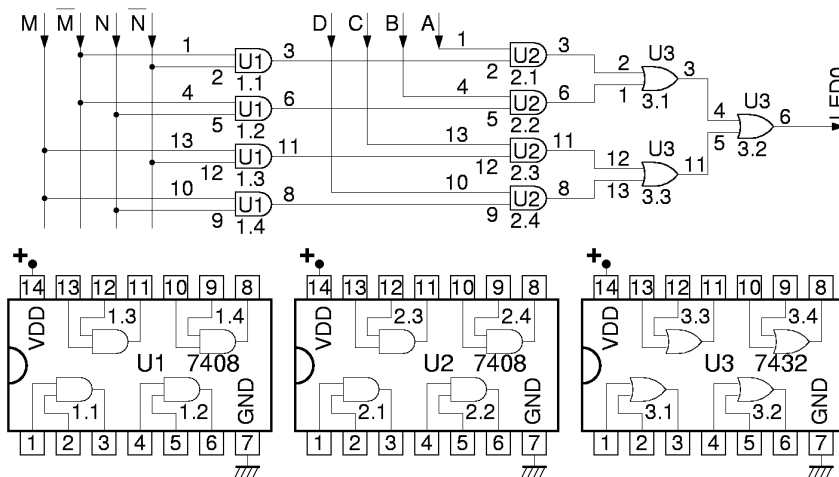 M M̅ N N̅ D C B A
1 3 1 3
U1 U2 U3
2 1.1 2 2.1 2 3
4 6 4 6 1 3.1
U1 U2 4 U3 6 LED0
5 1.2 5 2.2
13 11 13 11 U3 5 3.2
U1 U2 12 11
12 1.3 12 2.3
10 8 10 8 13 3.3
U1 U2
9 1.4 9 2.4
+ + +
14 13 12 11 10 9 8 14 13 12 11 10 9 8 14 13 12 11 10 9 8
1.3 1.4 2.3 2.4 3.3 3.4
VDD VDD VDD
U1 7408 U2 7408 U3 7432
1.1 1.2 GND 2.1 2.2 GND 3.1 3.2 GND
1 2 3 4 5 6 7 1 2 3 4 5 6 7 1 2 3 4 5 6 7